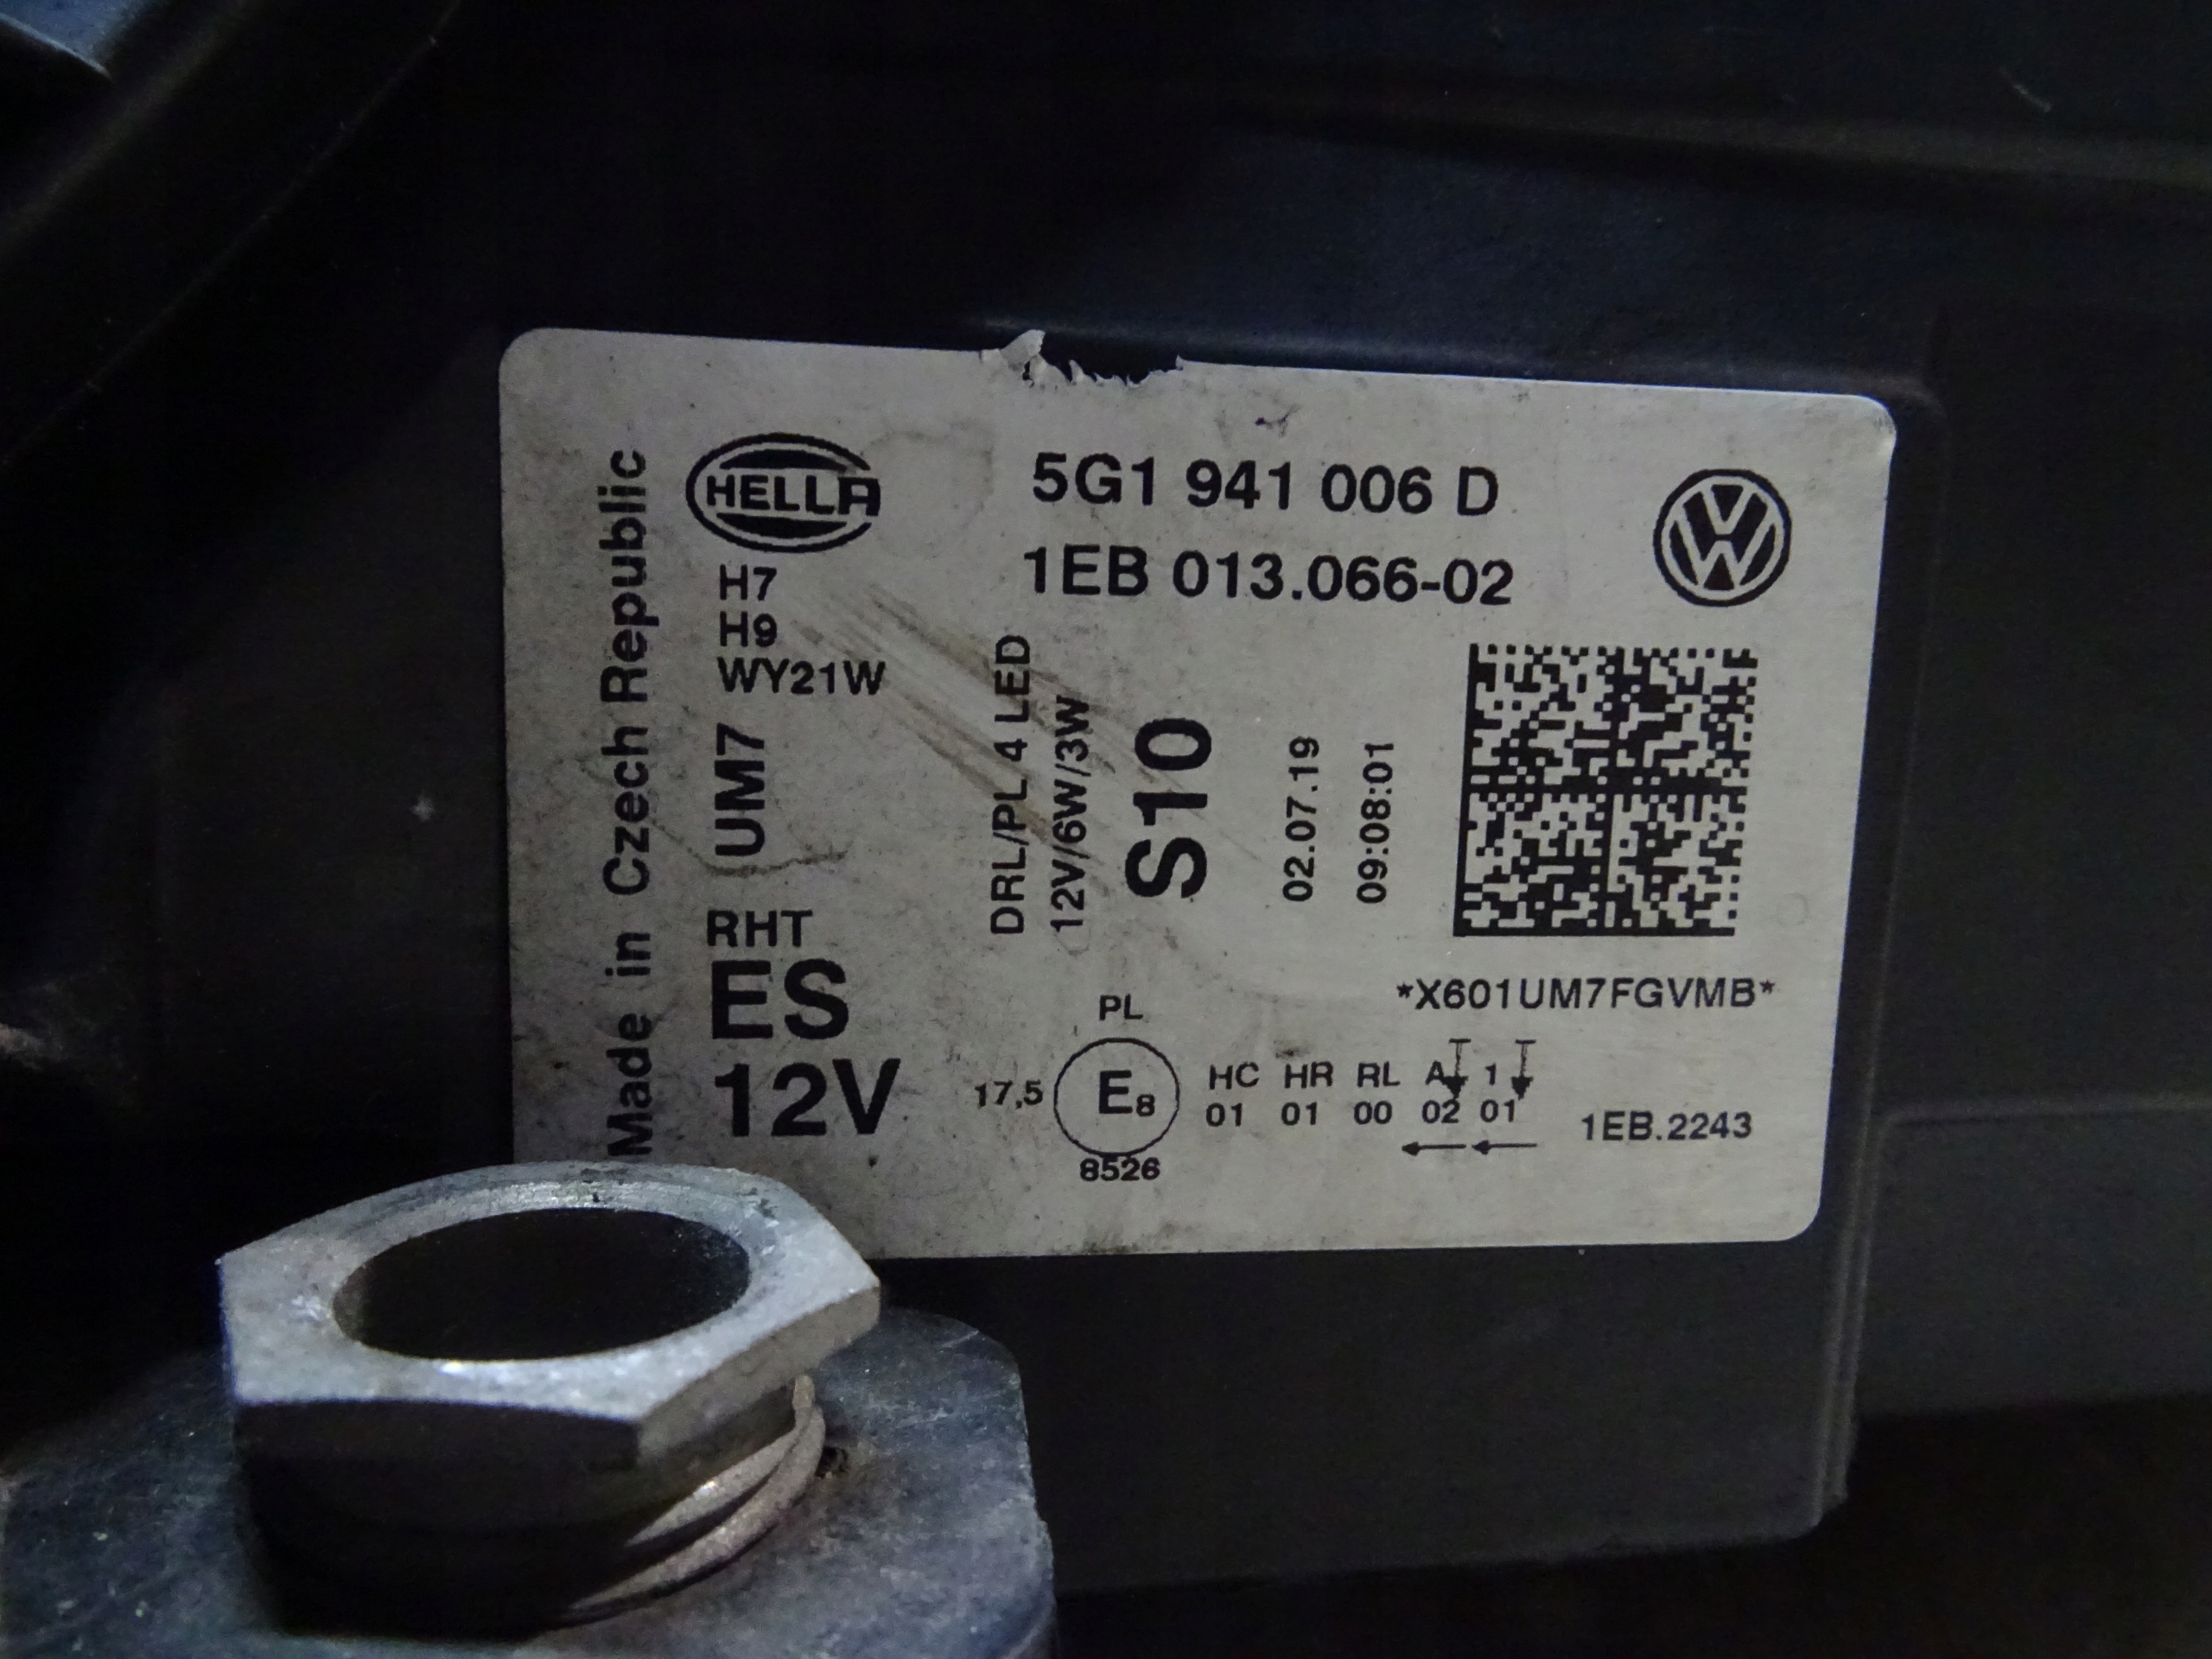 Made in Czech Republic
HELLA
5G1 941 006 D
1EB 013.066-02
H7
H9
WY21W
UM7
RHT
ES
12V
DRL/PL 4 LED
12V/6W/3W
S10
02.07.19
09:08:01
*X601UM7FGVMB*
PL
17,5 E8
8526
HC HR RL A 1
01 01 00 02 01
1EB.2243